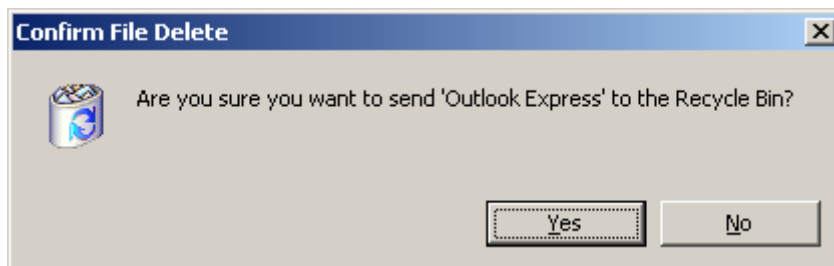 Confirm File Delete
Are you sure you want to send 'Outlook Express' to the Recycle Bin?
Yes
No